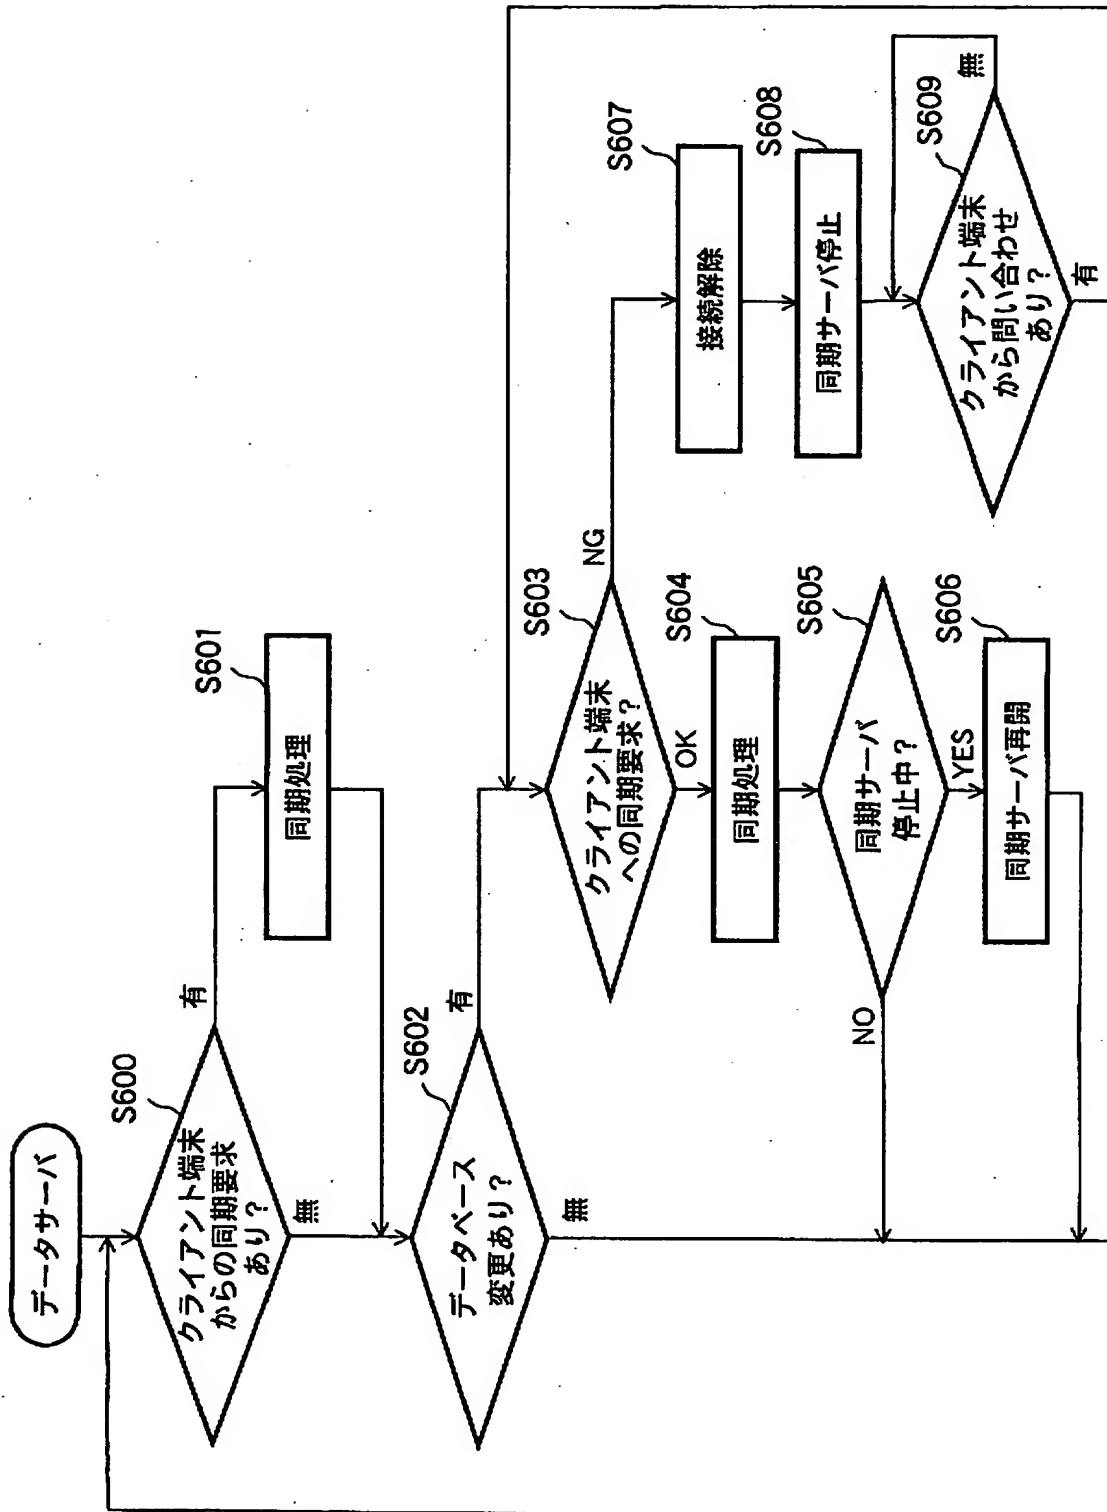 データサーバ
S600
クライアント端末
からの同期要求
あり？
有
無
S601
同期処理
S602
データベース
変更あり？
有
無
S603
クライアント端末
への同期要求？
NG
OK
S604
同期処理
S605
同期サーバ
停止中？
NO
YES
S606
同期サーバ再開
S607
接続解除
S608
同期サーバ停止
S609
クライアント端末
から問い合わせ
あり？
無
有